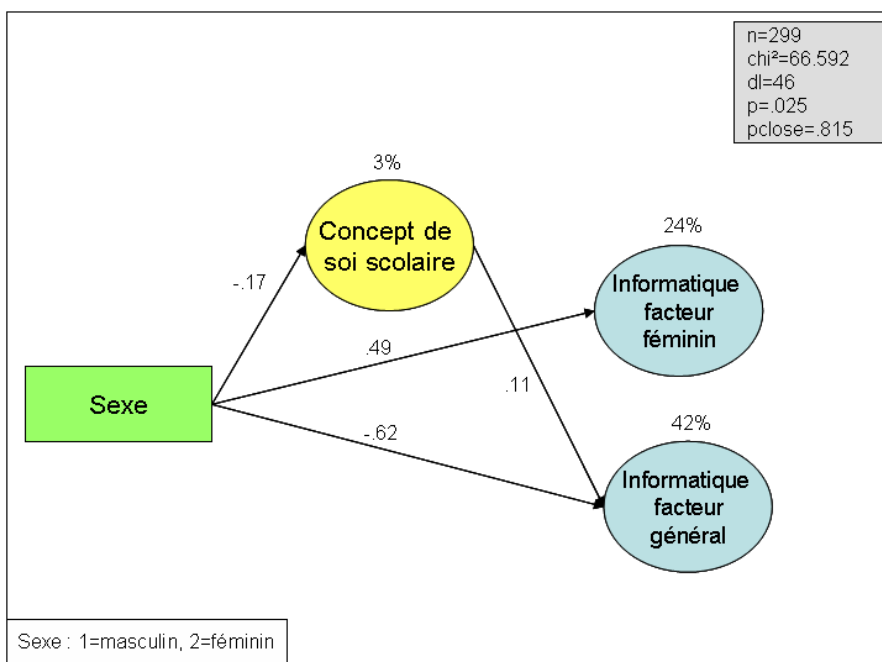 n=299
chi²=66.592
dl=46
p=.025
pclose=.815
3%
Concept de
soi scolaire
24%
Informatique
facteur
féminin
-.17
.49
.11
Sexe
-.62
42%
Informatique
facteur
général
Sexe : 1=masculin, 2=féminin